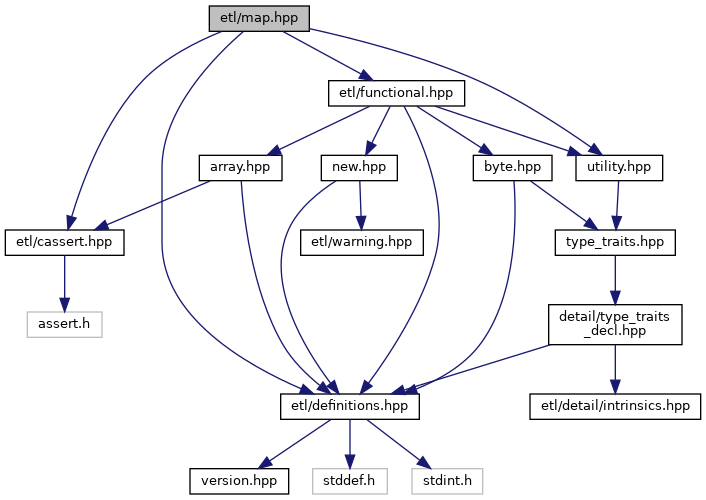 etl/map.hpp
etl/functional.hpp
array.hpp
new.hpp
byte.hpp
utility.hpp
etl/cassert.hpp
etl/warning.hpp
type_traits.hpp
assert.h
detail/type_traits
_decl.hpp
etl/definitions.hpp
etl/detail/intrinsics.hpp
version.hpp
stddef.h
stdint.h